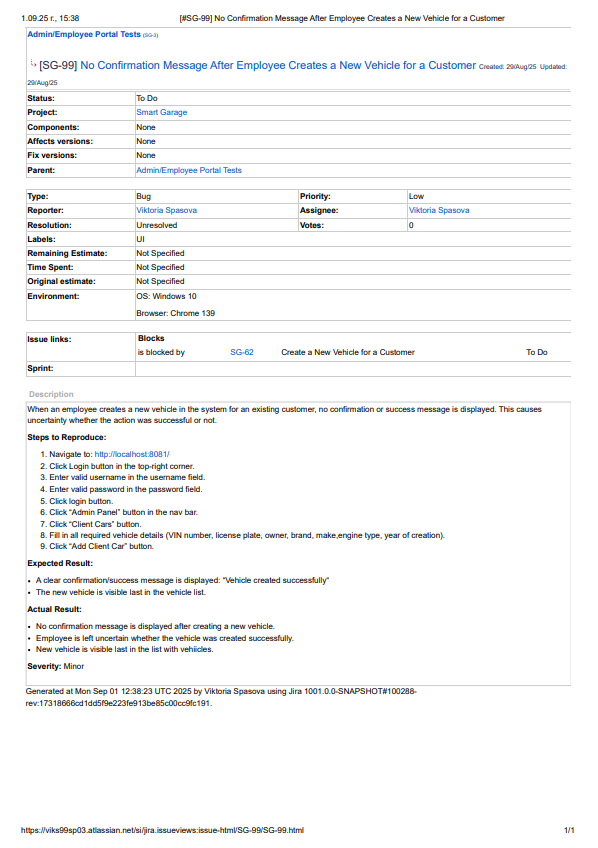 1.09.25 г., 15:38 [#SG-99] No Confirmation Message After Employee Creates a New Vehicle for a Customer
Admin/Employee Portal Tests (SG-3)
[SG-99] No Confirmation Message After Employee Creates a New Vehicle for a Customer Created: 29/Aug/25 Updated:
29/Aug/25
Status: To Do
Project: Smart Garage
Components: None
Affects versions: None
Fix versions: None
Parent: Admin/Employee Portal Tests
Type: Bug Priority: Low
Reporter: Viktoria Spasova Assignee: Viktoria Spasova
Resolution: Unresolved Votes: 0
Labels: UI
Remaining Estimate: Not Specified
Time Spent: Not Specified
Original estimate: Not Specified
Environment: OS: Windows 10
Browser: Chrome 139
Issue links: Blocks
is blocked by SG-62 Create a New Vehicle for a Customer To Do
Sprint:
Description
When an employee creates a new vehicle in the system for an existing customer, no confirmation or success message is displayed. This causes
uncertainty whether the action was successful or not.
Steps to Reproduce:
1. Navigate to: http://localhost:8081/
2. Click Login button in the top-right corner.
3. Enter valid username in the username field.
4. Enter valid password in the password field.
5. Click login button.
6. Click “Admin Panel” button in the nav bar.
7. Click “Client Cars” button.
8. Fill in all required vehicle details (VIN number, license plate, owner, brand, make,engine type, year of creation).
9. Click “Add Client Car” button.
Expected Result:
• A clear confirmation/success message is displayed: "Vehicle created successfully"
• The new vehicle is visible last in the vehicle list.
Actual Result:
• No confirmation message is displayed after creating a new vehicle.
• Employee is left uncertain whether the vehicle was created successfully.
• New vehicle is visible last in the list with vehiicles.
Severity: Minor
Generated at Mon Sep 01 12:38:23 UTC 2025 by Viktoria Spasova using Jira 1001.0.0-SNAPSHOT#100288-
rev:17318666cd1dd5f9e223fe913be85c00cc9fc191.
https://viks99sp03.atlassian.net/si/jira.issueviews:issue-html/SG-99/SG-99.html 1/1